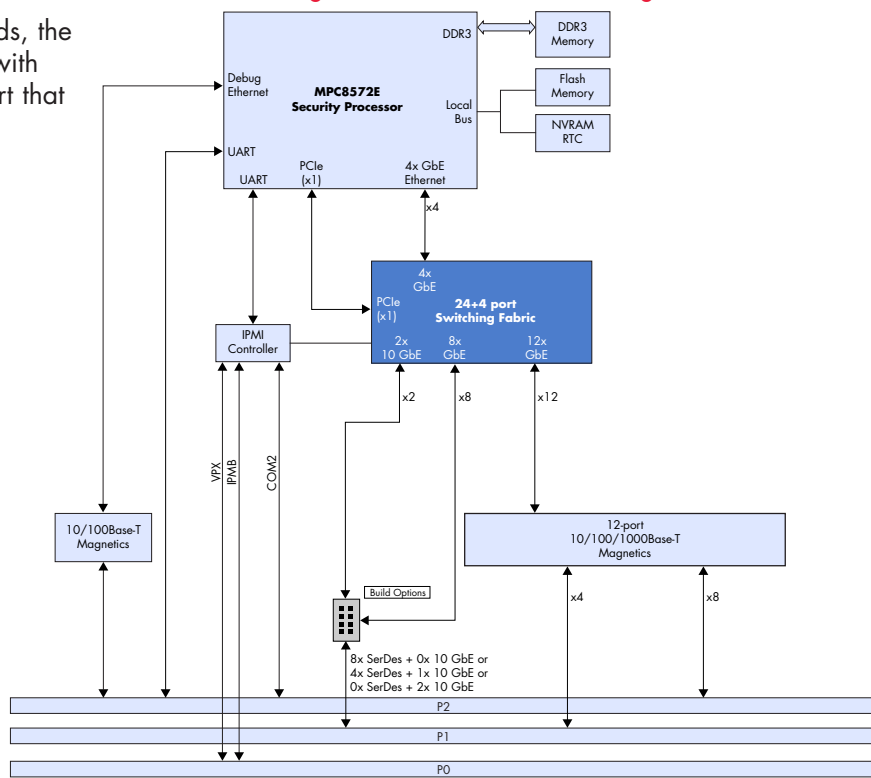 ds, the
with
rt that
DDR3
DDR3
Memory
Debug
Ethernet
MPC8572E
Security Processor
Local
Bus
Flash
Memory
NVRAM
RTC
UART
UART
PCIe
(x1)
4x GbE
Ethernet
x4
4x
GbE
PCIe
(x1)
24+4 port
Switching Fabric
2x
10 GbE
8x
GbE
12x
GbE
IPMI
Controller
x2
x8
x12
VPX
IPMB
COM2
10/100Base-T
Magnetics
12-port
10/100/1000Base-T
Magnetics
Build Options
x4
x8
8x SerDes + 0x 10 GbE or
4x SerDes + 1x 10 GbE or
0x SerDes + 2x 10 GbE
P2
P1
P0